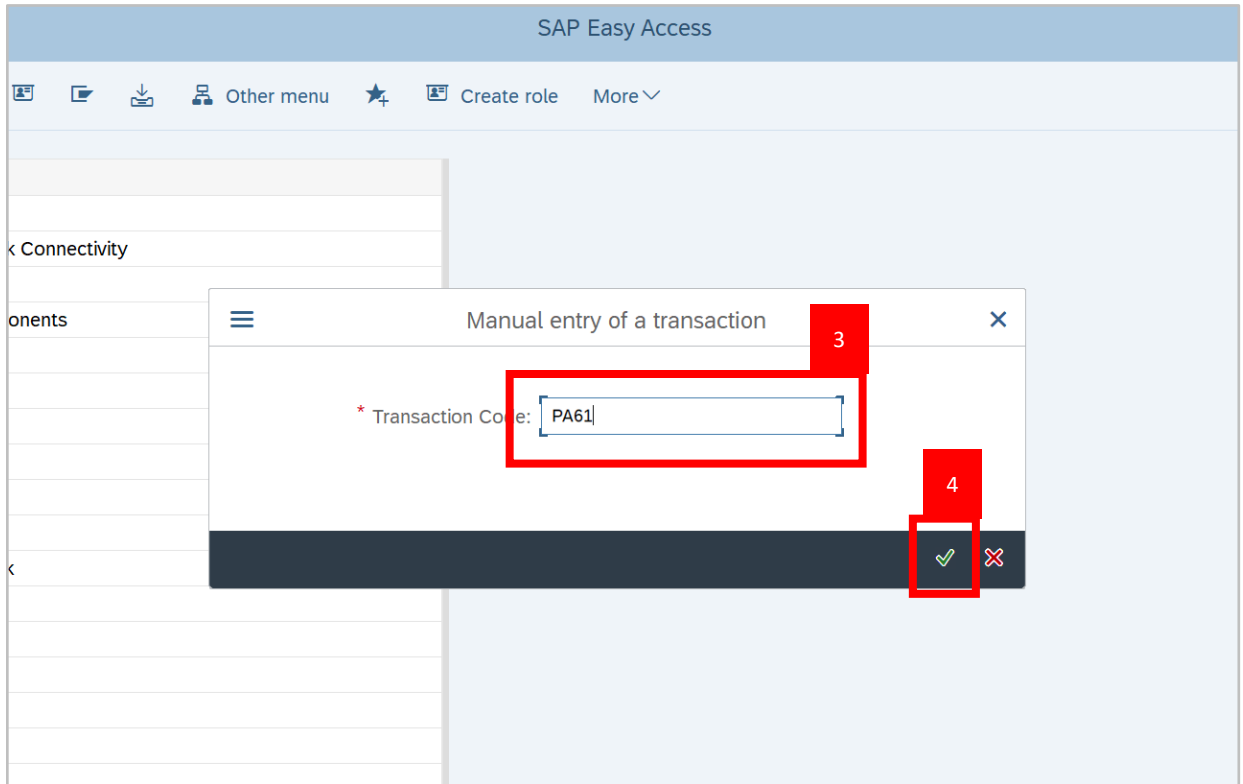 SAP Easy Access
Other menu Create role More
k Connectivity
onents
Manual entry of a transaction
3
* Transaction Code: PA61
4
k